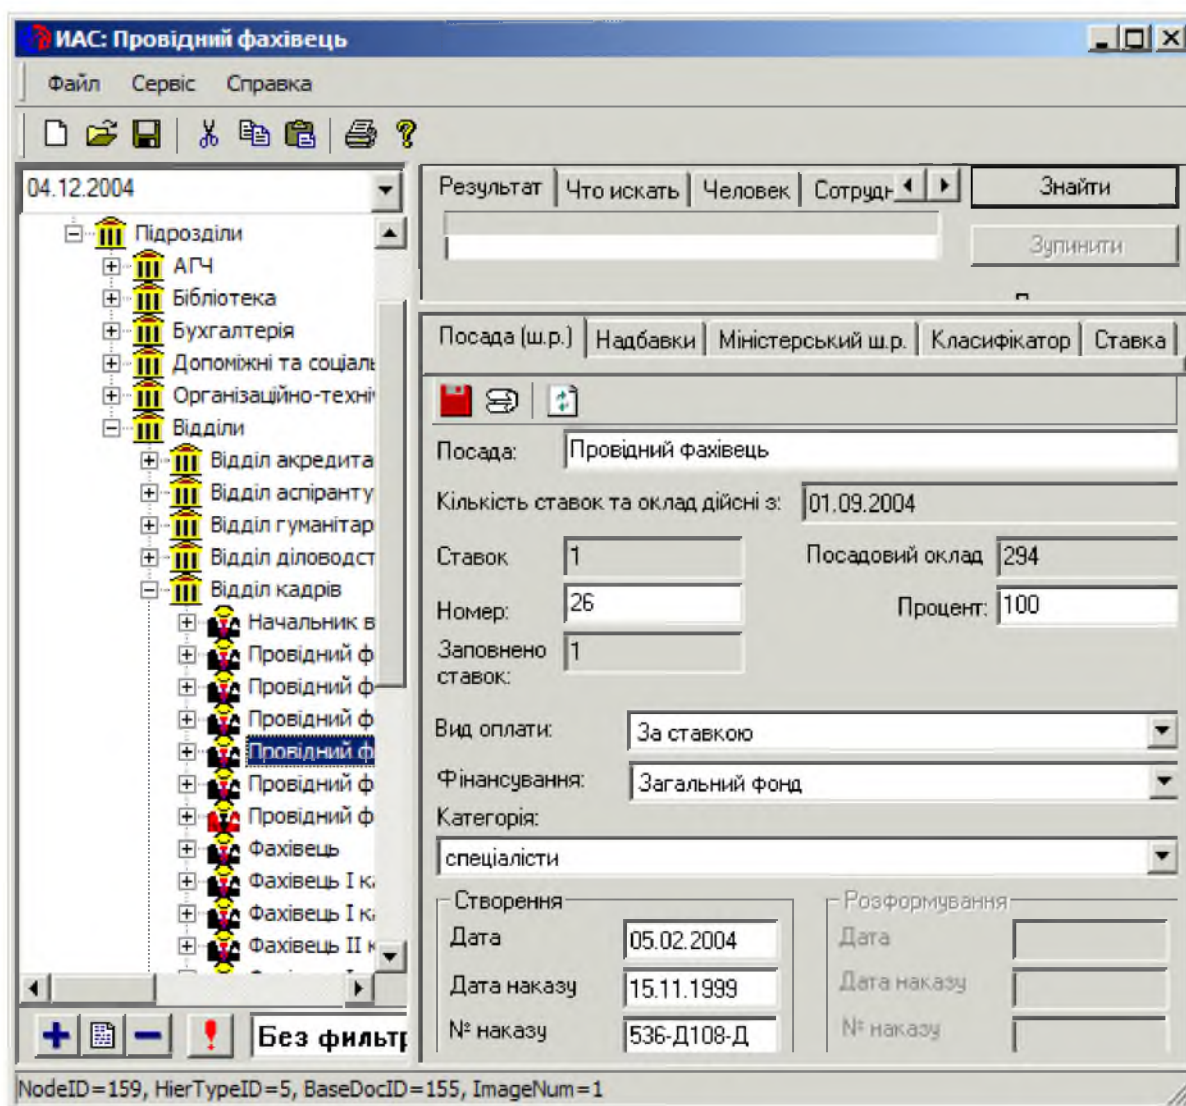 ИАС: Провідний фахівець
Файл Сервіс Справка
04.12.2004
Підрозділи
АГЧ
Бібліотека
Бухгалтерія
Допоміжні та соціаль
Організаційно-техні
Відділи
Відділ акредита
Відділ аспіранту
Відділ гуманітар
Відділ діловодст
Відділ кадрів
Начальник в
Провідний ф
Провідний ф
Провідний ф
Провідний ф
Провідний ф
Провідний ф
Фахівець
Фахівець І ка
Фахівець І ка
Фахівець ІІ к
Без фильтр
Результат Что искать Человек Сотрудн
Знайти
Зупинити
Посада (ш.р.) Надбавки Міністерський ш.р. Класифікатор Ставка
Посада: Провідний фахівець
Кількість ставок та оклад дійсні з: 01.09.2004
Ставок 1 Посадовий оклад 294
Номер: 26 Процент: 100
Заповнено 1
ставок:
Вид оплати: За ставкою
Фінансування: Загальний фонд
Категорія:
спеціалісти
Створення Розформування
Дата 05.02.2004 Дата
Дата наказу 15.11.1999 Дата наказу
№ наказу 536-Д108-Д № наказу
NodeID=159, HierTypeID=5, BaseDocID=155, ImageNum=1